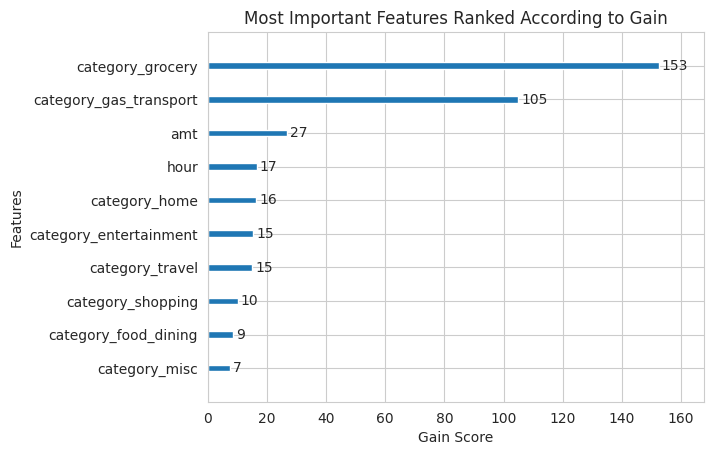 Most Important Features Ranked According to Gain
category_grocery 153
category_gas_transport 105
amt 27
hour 17
category_home 16
category_entertainment 15
category_travel 15
category_shopping 10
category_food_dining 9
category_misc 7
Features
0 20 40 60 80 100 120 140 160
Gain Score